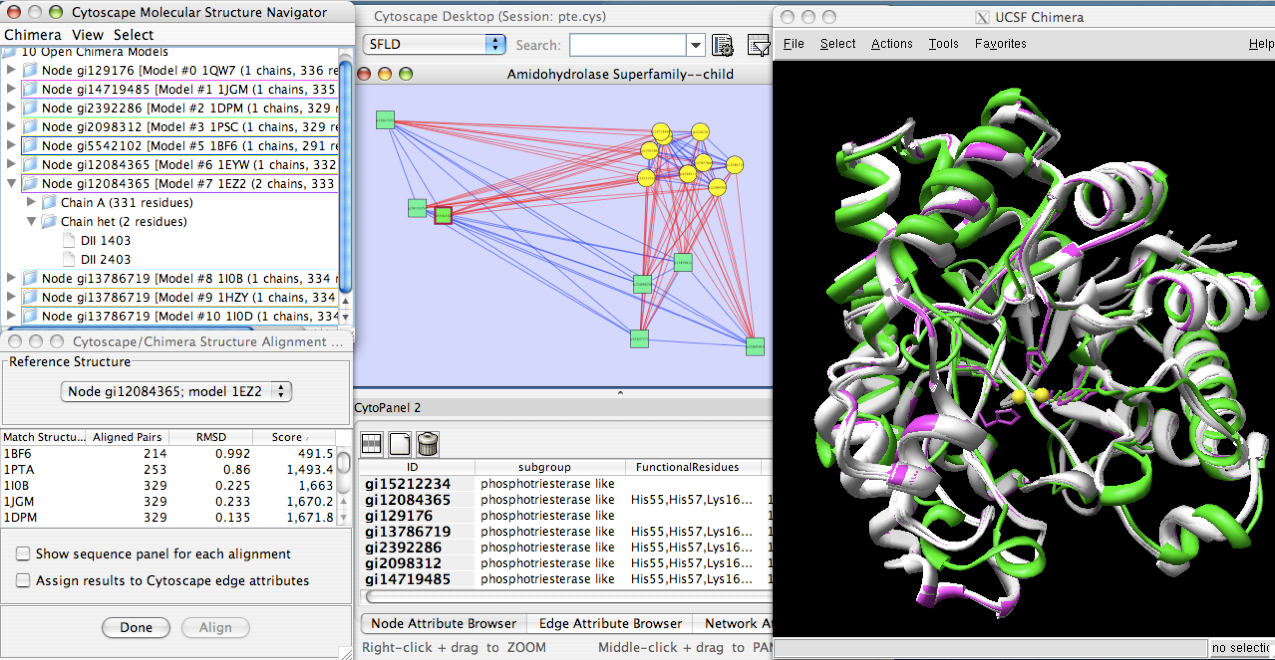 Cytoscape Molecular Structure Navigator
Chimera View Select
10 Open Chimera Models
Node gi129176 [Model #0 1QW7 (1 chains, 336 re
Node gi14719485 [Model #1 1JGM (1 chains, 335
Node gi2392286 [Model #2 1DPM (1 chains, 329 r
Node gi2098312 [Model #3 1PSC (1 chains, 329 re
Node gi5542102 [Model #5 1BF6 (1 chains, 291 re
Node gi12084365 [Model #6 1EYW (1 chains, 332
Node gi12084365 [Model #7 1EZ2 (2 chains, 333
Chain A (331 residues)
Chain het (2 residues)
DII 1403
DII 2403
Node gi13786719 [Model #8 1I0B (1 chains, 334 r
Node gi13786719 [Model #9 1HZY (1 chains, 334
Node gi13786719 [Model #10 1I0D (1 chains, 334
Cytoscape/Chimera Structure Alignment ...
Reference Structure
Node gi12084365; model 1EZ2
Match Structu... Aligned Pairs RMSD Score
1BF6 214 0.992 491.5
1PTA 253 0.86 1,493.4
1I0B 329 0.225 1,663
1JGM 329 0.233 1,670.2
1DPM 329 0.135 1,671.8
Show sequence panel for each alignment
Assign results to Cytoscape edge attributes
Done Align
Cytoscape Desktop (Session: pte.cys)
SFLD Search:
Amidohydrolase Superfamily--child
CytoPanel 2
ID subgroup FunctionalResidues
gi15212234 phosphotriesterase like
gi12084365 phosphotriesterase like His55,His57,Lys16... 1
gi129176 phosphotriesterase like 1
gi13786719 phosphotriesterase like His55,His57,Lys16... 1
gi2392286 phosphotriesterase like His55,His57,Lys16... 1
gi2098312 phosphotriesterase like His55,His57,Lys16... 1
gi14719485 phosphotriesterase like His55,His57,Lys16... 1
Node Attribute Browser Edge Attribute Browser Network At
Right-click + drag to ZOOM Middle-click + drag to PAN
UCSF Chimera
File Select Actions Tools Favorites Help
no selectio